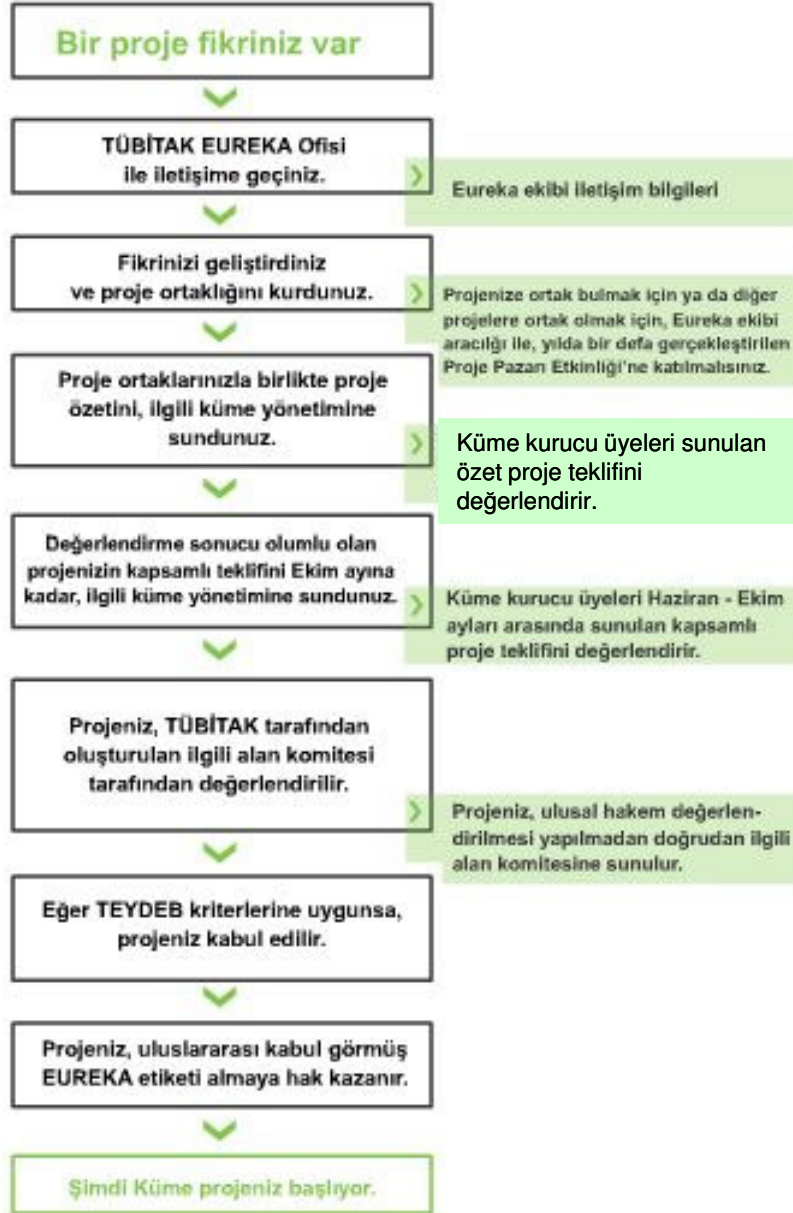 Bir proje fikriniz var
TÜBİTAK EUREKA Ofisi
ile iletişime geçiniz.
Eureka ekibi iletişim bilgileri
Fikrinizi geliştirdiniz
ve proje ortaklığını kurdunuz.
Projenize ortak bulmak için ya da diğer
projelere ortak olmak için, Eureka ekibi
aracılğı ile, yılda bir defa gerçekleştirilen
Proje Pazarı Etkinliği'ne katılmalısınız.
Proje ortaklarınızla birlikte proje
özetini, ilgili küme yönetimine
sundunuz.
Küme kurucu üyeleri sunulan
özet proje teklifini
değerlendirir.
Değerlendirme sonucu olumlu olan
projenizin kapsamlı teklifini Ekim ayına
kadar, ilgili küme yönetimine sundunuz.
Küme kurucu üyeleri Haziran - Ekim
ayları arasında sunulan kapsamlı
proje teklifini değerlendirir.
Projeniz, TÜBİTAK tarafından
oluşturulan ilgili alan komitesi
tarafından değerlendirilir.
Projeniz, ulusal hakem değerlen-
dirilmesi yapılmadan doğrudan ilgili
alan komitesine sunulur.
Eğer TEYDEB kriterlerine uygunsa,
projeniz kabul edilir.
Projeniz, uluslararası kabul görmüş
EUREKA etiketi almaya hak kazanır.
Şimdi Küme projeniz başlıyor.